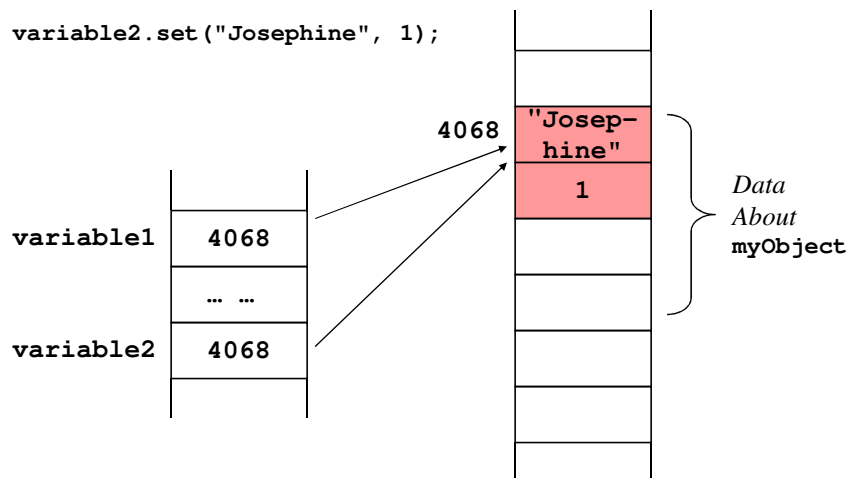 variable2.set("Josephine", 1);
4068
"Josep-
hine"
1
Data
About
myObject
variable1
4068
… …
variable2
4068